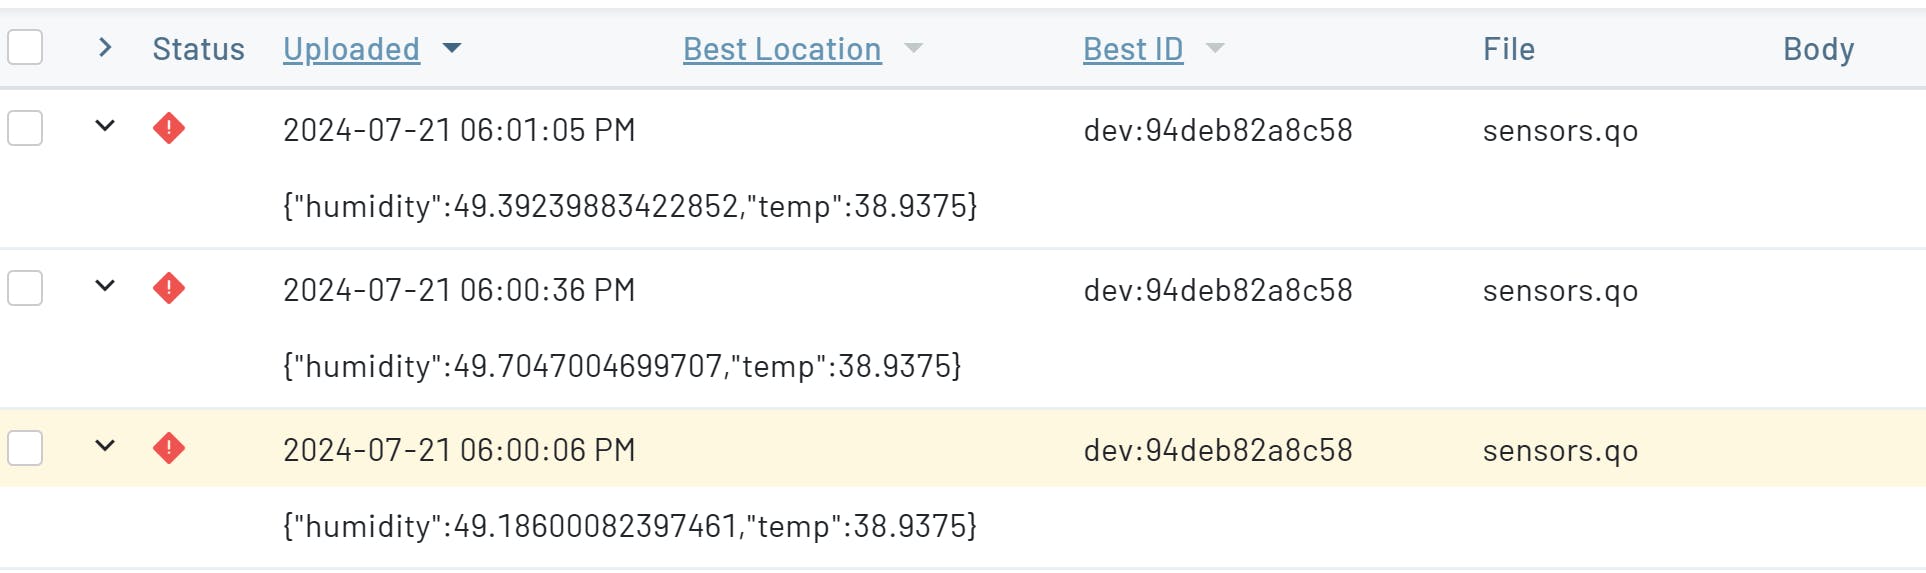 Status Uploaded Best Location Best ID File Body
2024-07-21 06:01:05 PM dev:94deb82a8c58 sensors.qo
{"humidity":49.39239883422852,"temp":38.9375}
2024-07-21 06:00:36 PM dev:94deb82a8c58 sensors.qo
{"humidity":49.7047004699707,"temp":38.9375}
2024-07-21 06:00:06 PM dev:94deb82a8c58 sensors.qo
{"humidity":49.18600082397461,"temp":38.9375}